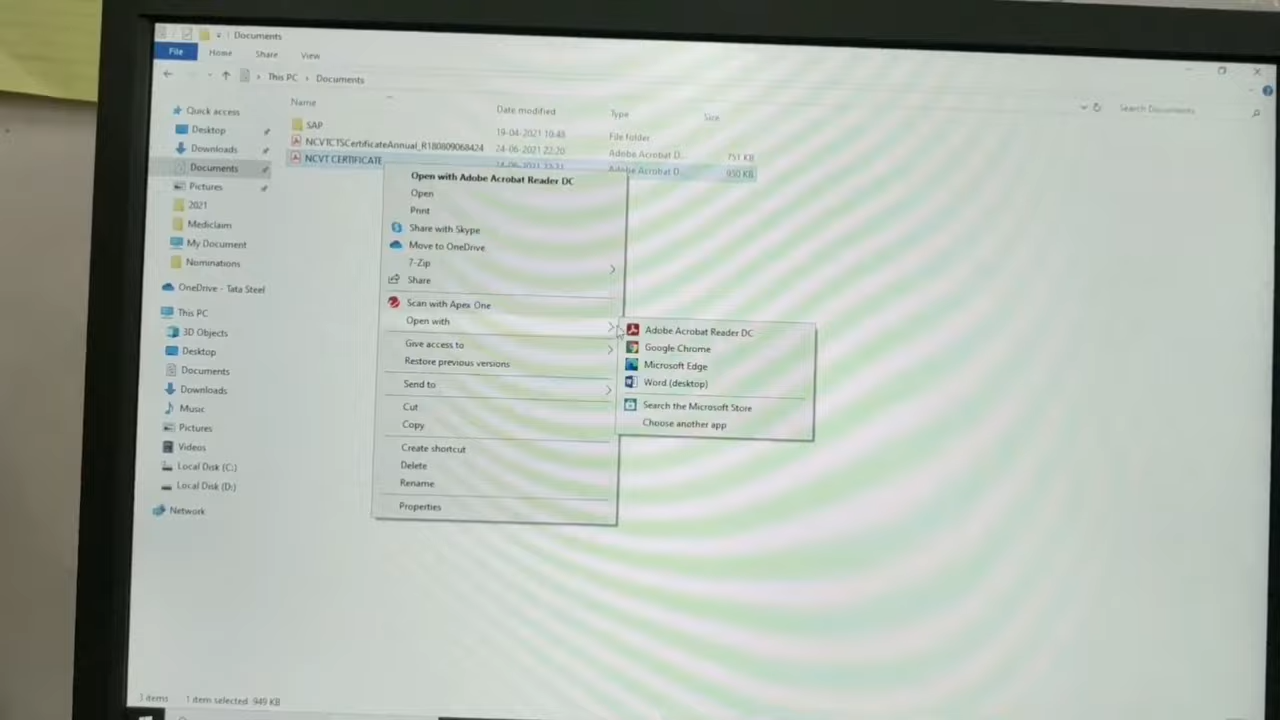 Documents
File Home Share View
This PC > Documents
Search Documents
Name Date modified Type Size
SAP 19-04-2021 10:48 File folder
NCVTCTSCertificateAnnual_R180809068424 24-06-2021 22:20 Adobe Acrobat D... 751 KB
NCVT CERTIFICATE Adobe Acrobat D... 950 KB
Quick access
Desktop
Downloads
Documents
Pictures
2021
Mediclaim
My Document
Nominations
OneDrive - Tata Steel
This PC
3D Objects
Desktop
Documents
Downloads
Music
Pictures
Videos
Local Disk (C:)
Local Disk (D:)
Network
Open with Adobe Acrobat Reader DC
Open
Print
Share with Skype
Move to OneDrive
7-Zip
Share
Scan with Apex One
Open with
Give access to
Restore previous versions
Send to
Cut
Copy
Create shortcut
Delete
Rename
Properties
Adobe Acrobat Reader DC
Google Chrome
Microsoft Edge
Word (desktop)
Search the Microsoft Store
Choose another app
3 items 1 item selected 949 KB